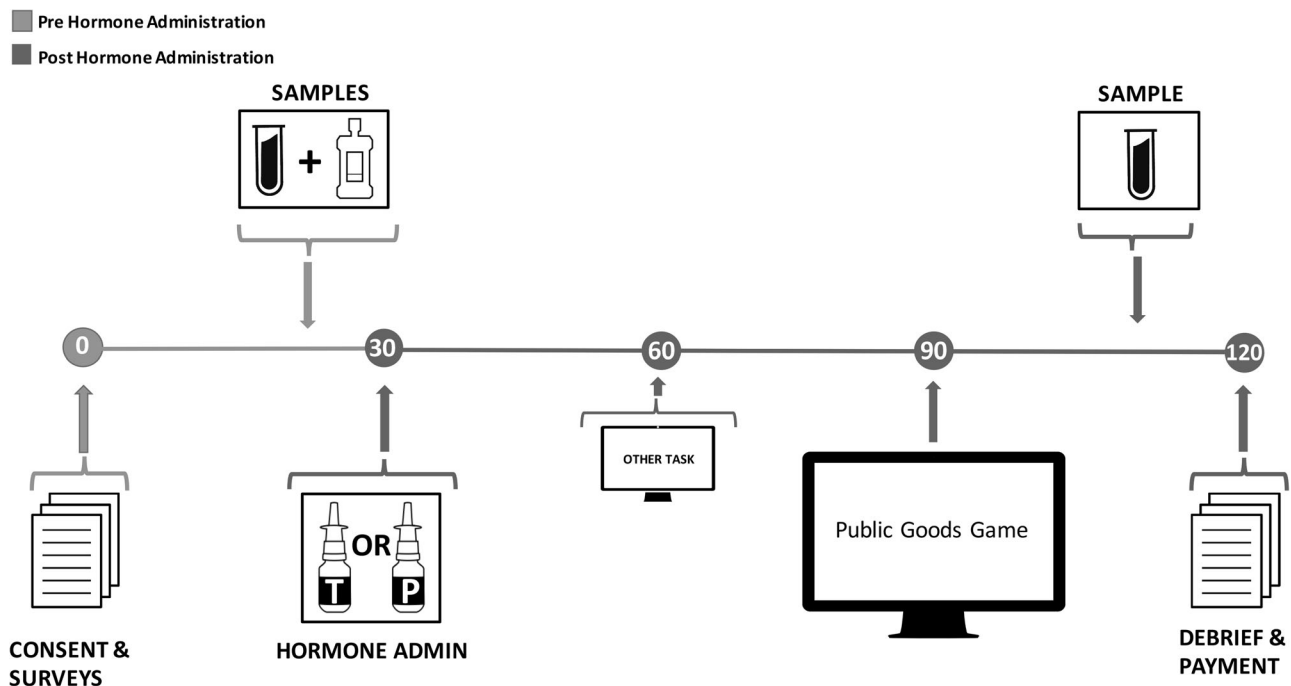 Pre Hormone Administration
Post Hormone Administration
SAMPLES
SAMPLE
+
0
30
60
90
120
OTHER TASK
Public Goods Game
T OR P
CONSENT &
SURVEYS
HORMONE ADMIN
DEBRIEF &
PAYMENT